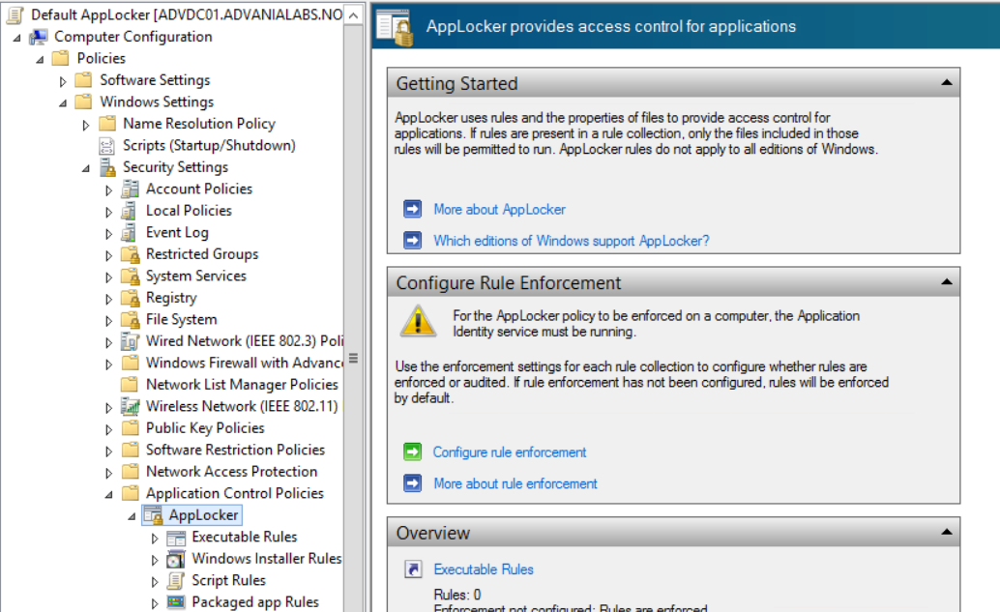 Default AppLocker [ADVDC01.ADVANIALABS.NO
Computer Configuration
Policies
Software Settings
Windows Settings
Name Resolution Policy
Scripts (Startup/Shutdown)
Security Settings
Account Policies
Local Policies
Event Log
Restricted Groups
System Services
Registry
File System
Wired Network (IEEE 802.3) Poli
Windows Firewall with Advance
Network List Manager Policies
Wireless Network (IEEE 802.11)
Public Key Policies
Software Restriction Policies
Network Access Protection
Application Control Policies
AppLocker
Executable Rules
Windows Installer Rules
Script Rules
Packaged app Rules
AppLocker provides access control for applications
Getting Started
AppLocker uses rules and the properties of files to provide access control for
applications. If rules are present in a rule collection, only the files included in those
rules will be permitted to run. AppLocker rules do not apply to all editions of Windows.
More about AppLocker
Which editions of Windows support AppLocker?
Configure Rule Enforcement
For the AppLocker policy to be enforced on a computer, the Application
Identity service must be running.
Use the enforcement settings for each rule collection to configure whether rules are
enforced or audited. If rule enforcement has not been configured, rules will be enforced
by default.
Configure rule enforcement
More about rule enforcement
Overview
Executable Rules
Rules: 0
Enforcement not configured: Rules are enforced